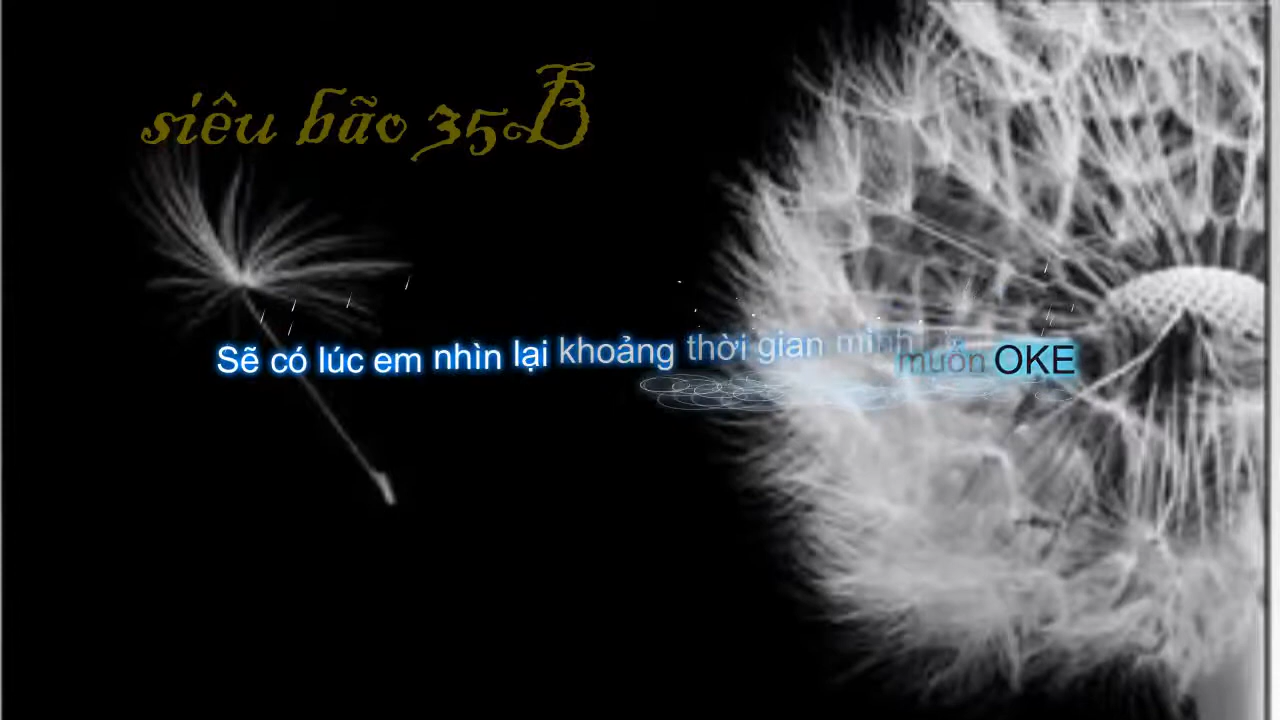 siêu bão 35B
Sẽ có lúc em nhìn lại khoảng thời gian mình muốn OKE